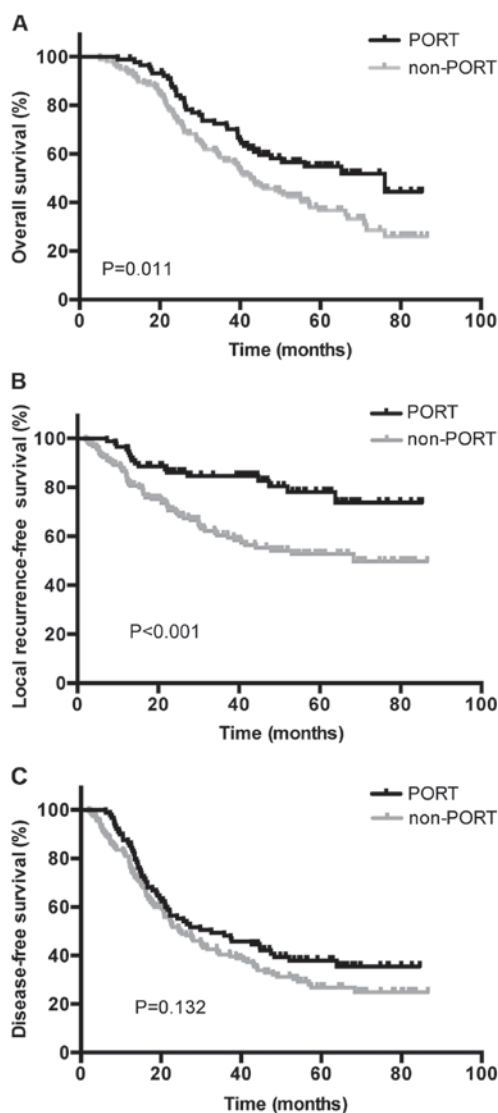 A
PORT
non-PORT
Overall survival (%)
100
80
60
40
20
0
P=0.011
0 20 40 60 80 100
Time (months)
B
PORT
non-PORT
Local recurrence-free survival (%)
100
80
60
40
20
0
P<0.001
0 20 40 60 80 100
Time (months)
C
PORT
non-PORT
Disease-free survival (%)
100
80
60
40
20
0
P=0.132
0 20 40 60 80 100
Time (months)